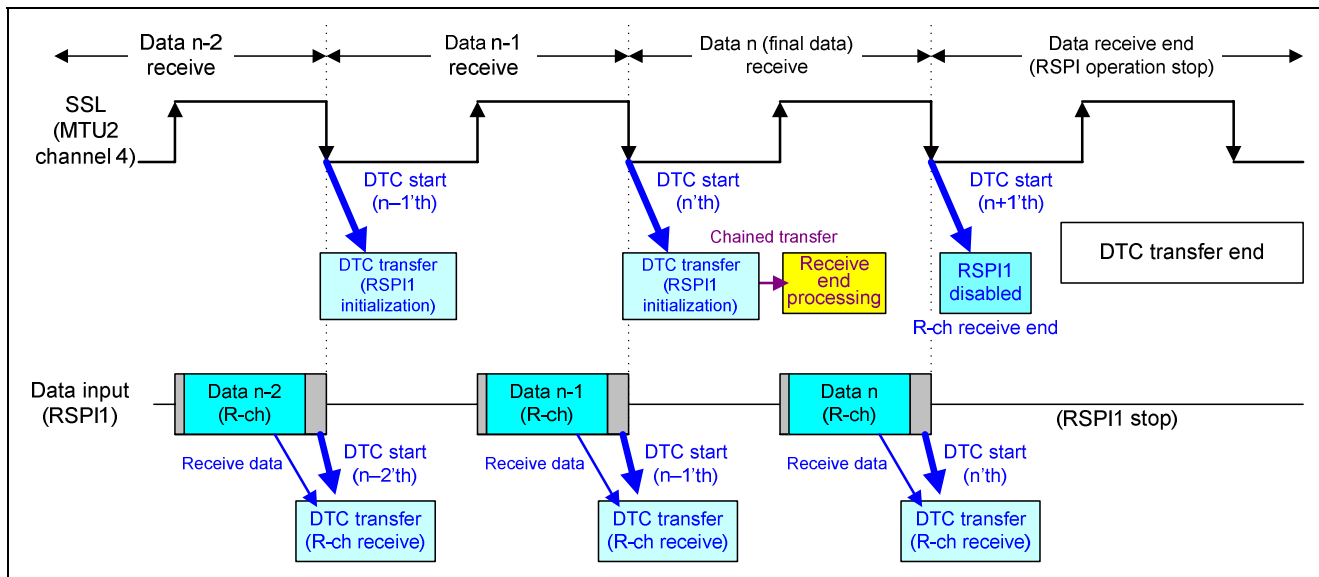 Data n-2
receive
Data n-1
receive
Data n (final data)
receive
Data receive end
(RSPI operation stop)
SSL
(MTU2
channel 4)
DTC start
(n–1'th)
DTC start
(n'th)
DTC start
(n+1'th)
Chained transfer
DTC transfer
(RSPI1
initialization)
DTC transfer
(RSPI1
initialization)
Receive
end
processing
RSPI1
disabled
R-ch receive end
DTC transfer end
Data input
(RSPI1)
Data n-2
(R-ch)
Data n-1
(R-ch)
Data n
(R-ch)
(RSPI1 stop)
Receive data
DTC start
(n–2'th)
Receive data
DTC start
(n–1'th)
Receive data
DTC start
(n'th)
DTC transfer
(R-ch receive)
DTC transfer
(R-ch receive)
DTC transfer
(R-ch receive)